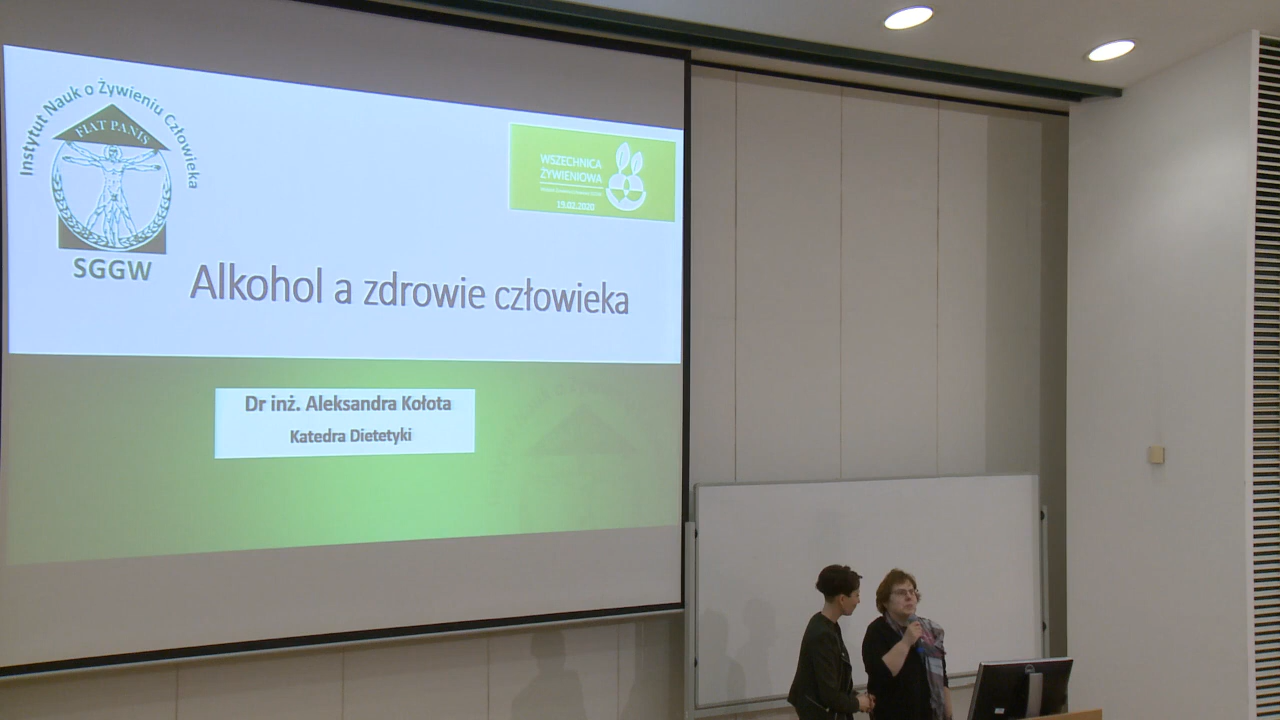 Instytut Nauk o Żywieniu Człowieka
FIAT PANIS
SGGW
WSZECHNICA
ŻYWIENIOWA
19.02.2020
Alkohol a zdrowie człowieka
Dr inż. Aleksandra Kołota
Katedra Dietetyki